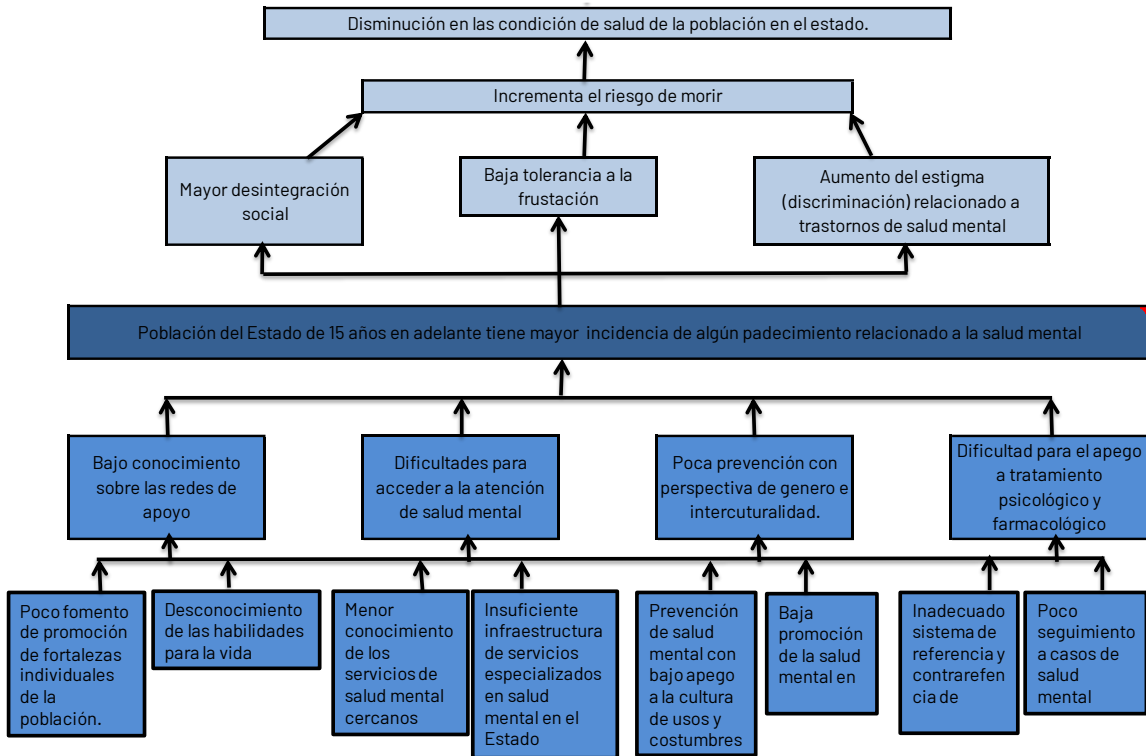 Disminución en las condición de salud de la población en el estado.
Incrementa el riesgo de morir
Mayor desintegración
social
Baja tolerancia a la
frustación
Aumento del estigma
(discriminación) relacionado a
trastornos de salud mental
Población del Estado de 15 años en adelante tiene mayor incidencia de algún padecimiento relacionado a la salud mental
Bajo conocimiento
sobre las redes de
apoyo
Dificultades para
acceder a la atención
de salud mental
Poca prevención con
perspectiva de genero e
intercuturalidad.
Dificultad para el apego
a tratamiento
psicológico y
farmacológico
Poco fomento
de promoción
de fortalezas
individuales
de la
población.
Desconocimiento
de las habilidades
para la vida
Menor
conocimiento
de los
servicios de
salud mental
cercanos
Insuficiente
infraestructura
de servicios
especializados
en salud
mental en el
Estado
Prevención
de salud
mental con
bajo apego
a la cultura
de usos y
costumbres
Baja
promoción
de la salud
mental en
Inadecuado
sistema de
referencia y
contrarefencia
de
Poco
seguimiento
a casos de
salud
mental